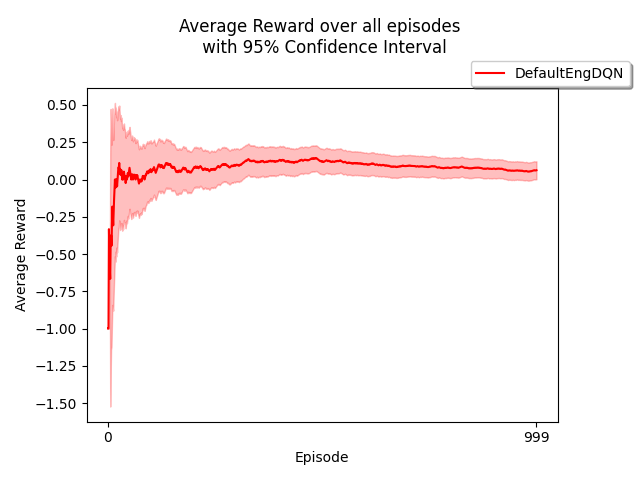 Average Reward over all episodes
with 95% Confidence Interval
DefaultEngDQN
0.50
0.25
0.00
−0.25
−0.50
−0.75
−1.00
−1.25
−1.50
Average Reward
0
999
Episode